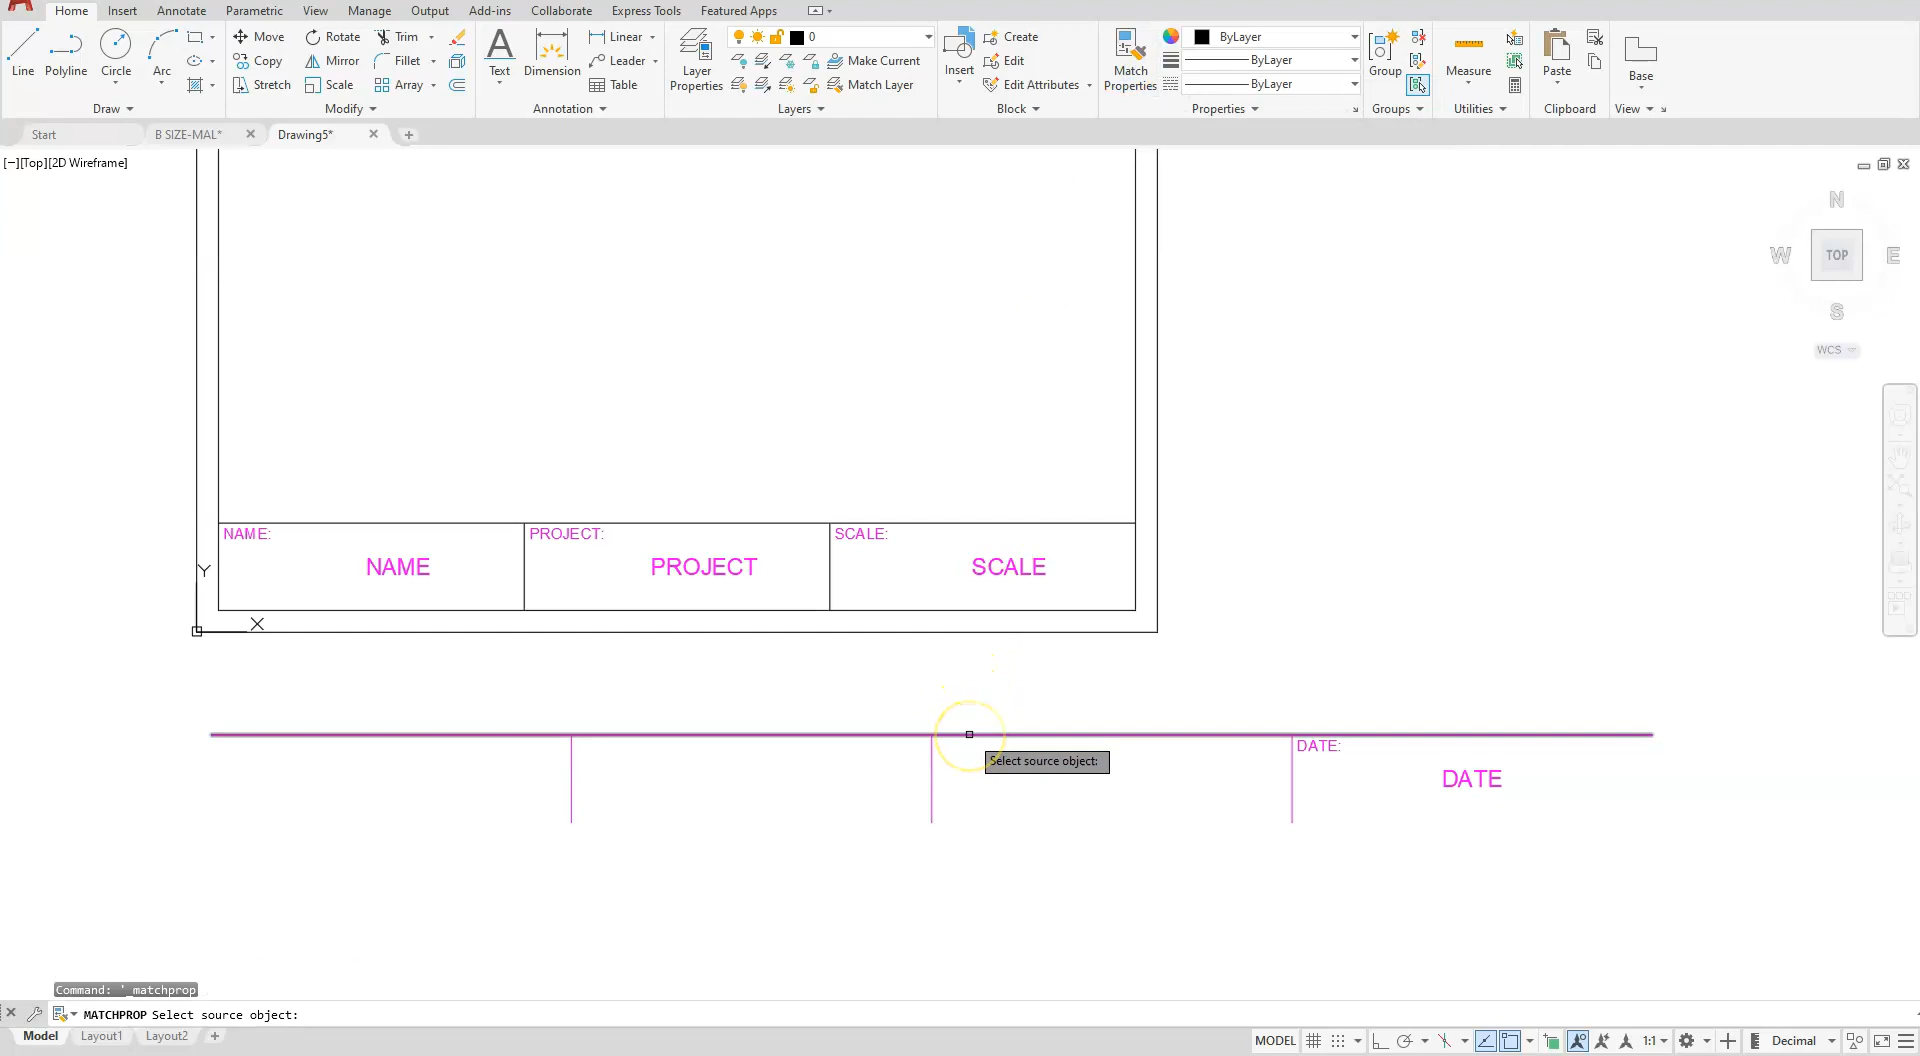 Home Insert Annotate Parametric View Manage Output Add-ins Collaborate Express Tools Featured Apps
Line Polyline Circle Arc
Move Rotate Trim
Copy Mirror Fillet
Stretch Scale Array
Text Dimension
Linear
Leader
Table
Layer Properties
0
Make Current
Match Layer
Insert
Create
Edit
Edit Attributes
Match Properties
ByLayer
ByLayer
ByLayer
Group
Measure
Paste
Base
Draw Modify Annotation Layers Block Properties Groups Utilities Clipboard View
Start B SIZE-MAL* Drawing5*
[−][Top][2D Wireframe]
N
W TOP E
S
WCS
NAME: PROJECT: SCALE:
NAME PROJECT SCALE
Y
X
DATE:
DATE
Select source object:
Command: '_matchprop
MATCHPROP Select source object:
Model Layout1 Layout2
MODEL 1:1 Decimal